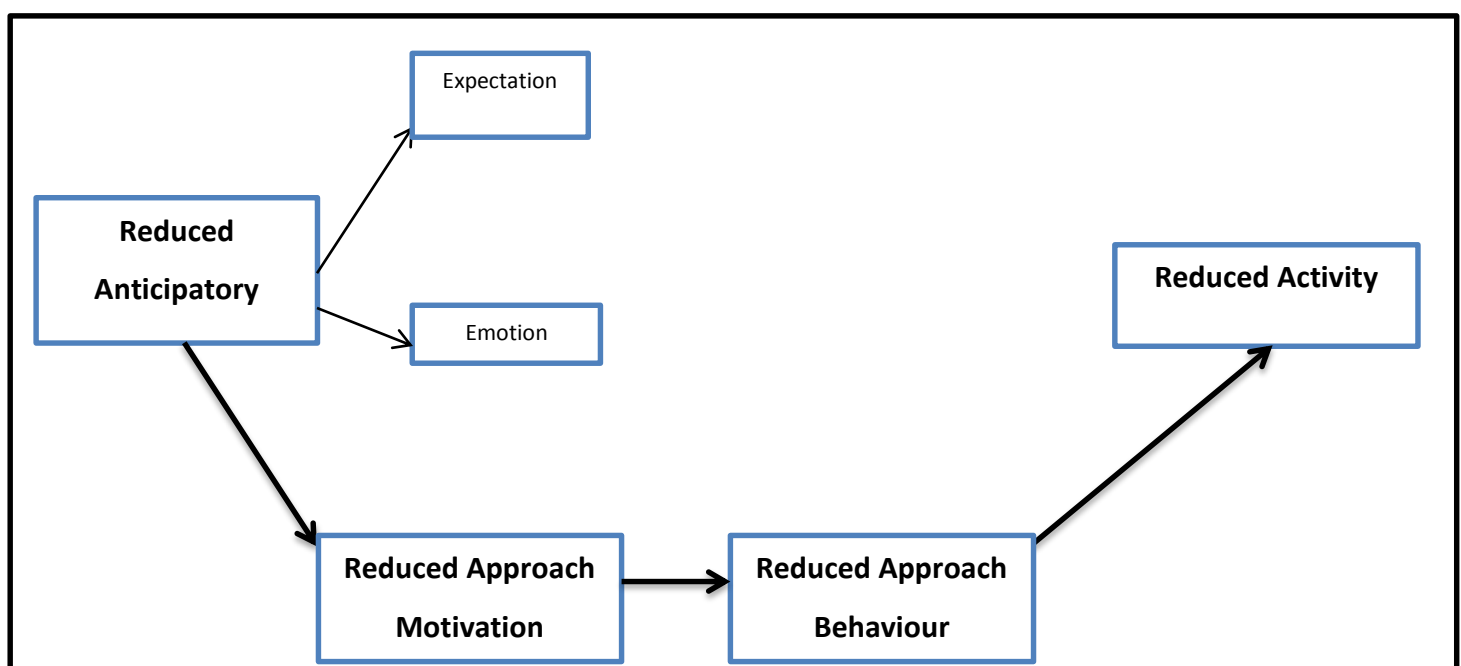 Expectation
Reduced
Anticipatory
Emotion
Reduced Activity
Reduced Approach
Motivation
Reduced Approach
Behaviour